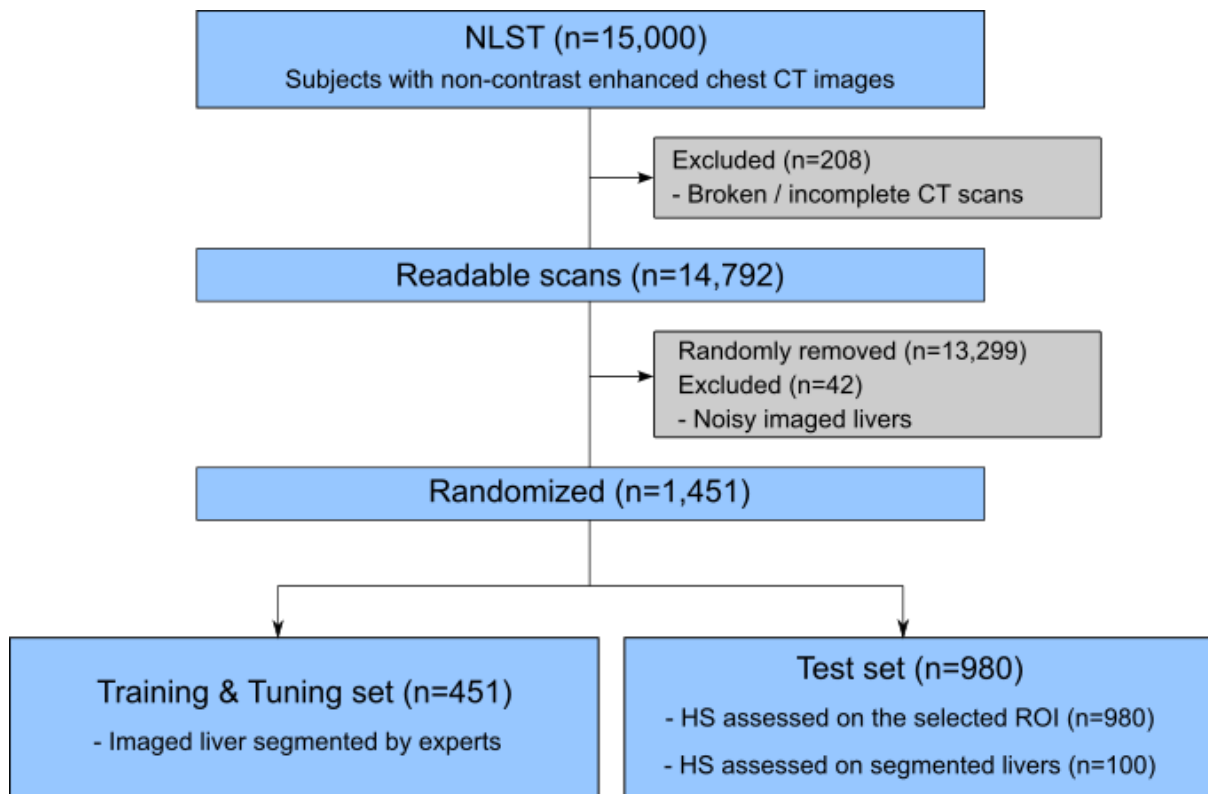 NLST (n=15,000)
Subjects with non-contrast enhanced chest CT images
Excluded (n=208)
- Broken / incomplete CT scans
Readable scans (n=14,792)
Randomly removed (n=13,299)
Excluded (n=42)
- Noisy imaged livers
Randomized (n=1,451)
Training & Tuning set (n=451)
- Imaged liver segmented by experts
Test set (n=980)
- HS assessed on the selected ROI (n=980)
- HS assessed on segmented livers (n=100)